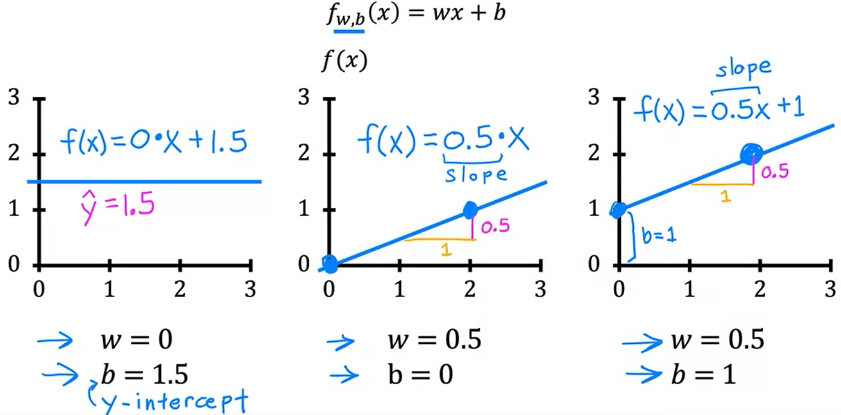 f_{w,b}(x) = wx + b
f(x)
3
2
1
0
0 1 2 3
f(x)=0•x+1.5
ŷ=1.5
→ w = 0
→ b = 1.5
y-intercept
3
2
1
0
0 1 2 3
f(x)=0.5•x
slope
0.5
1
→ w = 0.5
→ b = 0
3
2
1
0
0 1 2 3
slope
f(x)=0.5x+1
0.5
1
b=1
→ w = 0.5
→ b = 1